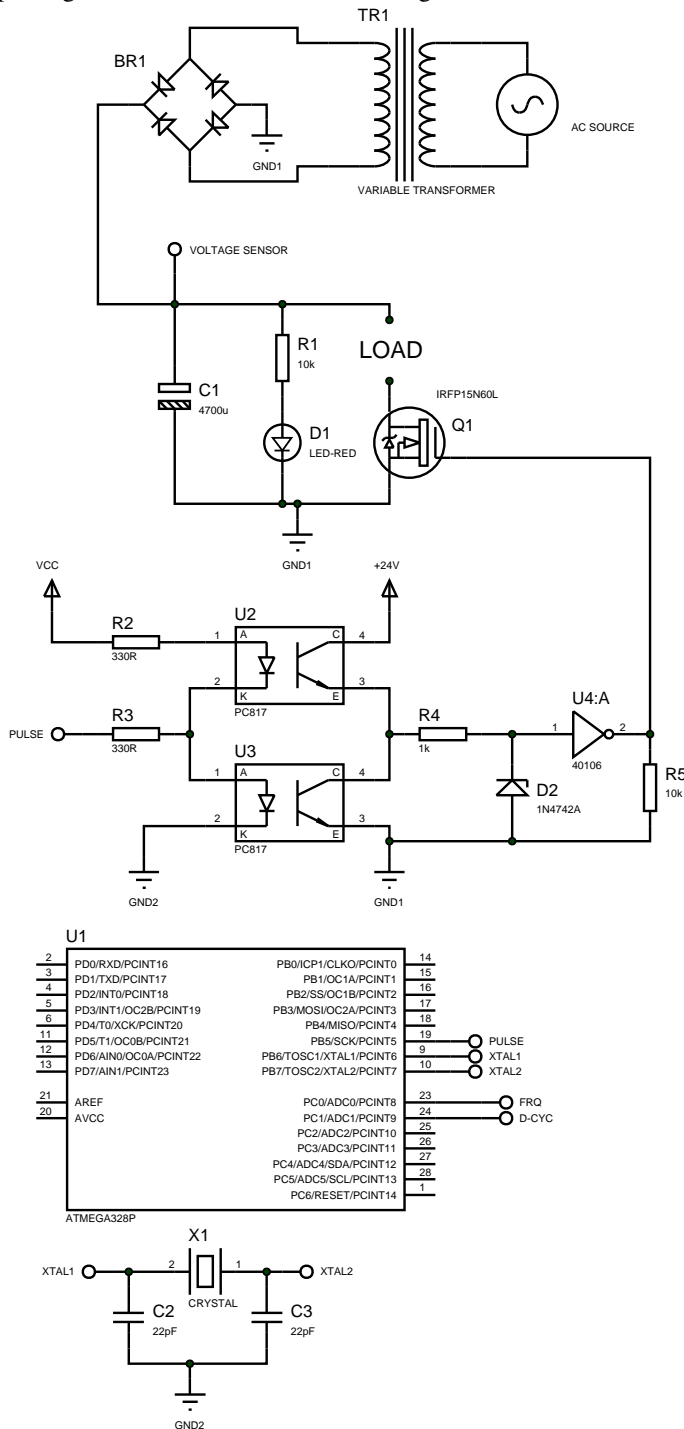 TR1
BR1
AC SOURCE
GND1
VARIABLE TRANSFORMER
VOLTAGE SENSOR
R1
10k
LOAD
C1
4700u
IRFP15N60L
Q1
D1
LED-RED
GND1
VCC
+24V
U2
R2
330R
1
A
C
4
2
K
E
3
PC817
PULSE
R3
330R
U3
1
A
C
4
2
K
E
3
PC817
R4
1k
U4:A
1
2
40106
D2
1N4742A
R5
10k
GND2
GND1
U1
2 PD0/RXD/PCINT16 PB0/ICP1/CLKO/PCINT0 14
3 PD1/TXD/PCINT17 PB1/OC1A/PCINT1 15
4 PD2/INT0/PCINT18 PB2/SS/OC1B/PCINT2 16
5 PD3/INT1/OC2B/PCINT19 PB3/MOSI/OC2A/PCINT3 17
6 PD4/T0/XCK/PCINT20 PB4/MISO/PCINT4 18
11 PD5/T1/OC0B/PCINT21 PB5/SCK/PCINT5 19 PULSE
12 PD6/AIN0/OC0A/PCINT22 PB6/TOSC1/XTAL1/PCINT6 9 XTAL1
13 PD7/AIN1/PCINT23 PB7/TOSC2/XTAL2/PCINT7 10 XTAL2
21 AREF PC0/ADC0/PCINT8 23 FRQ
20 AVCC PC1/ADC1/PCINT9 24 D-CYC
PC2/ADC2/PCINT10 25
PC3/ADC3/PCINT11 26
PC4/ADC4/SDA/PCINT12 27
PC5/ADC5/SCL/PCINT13 28
PC6/RESET/PCINT14 1
ATMEGA328P
X1
XTAL1 2 1 XTAL2
CRYSTAL
C2
22pF
C3
22pF
GND2